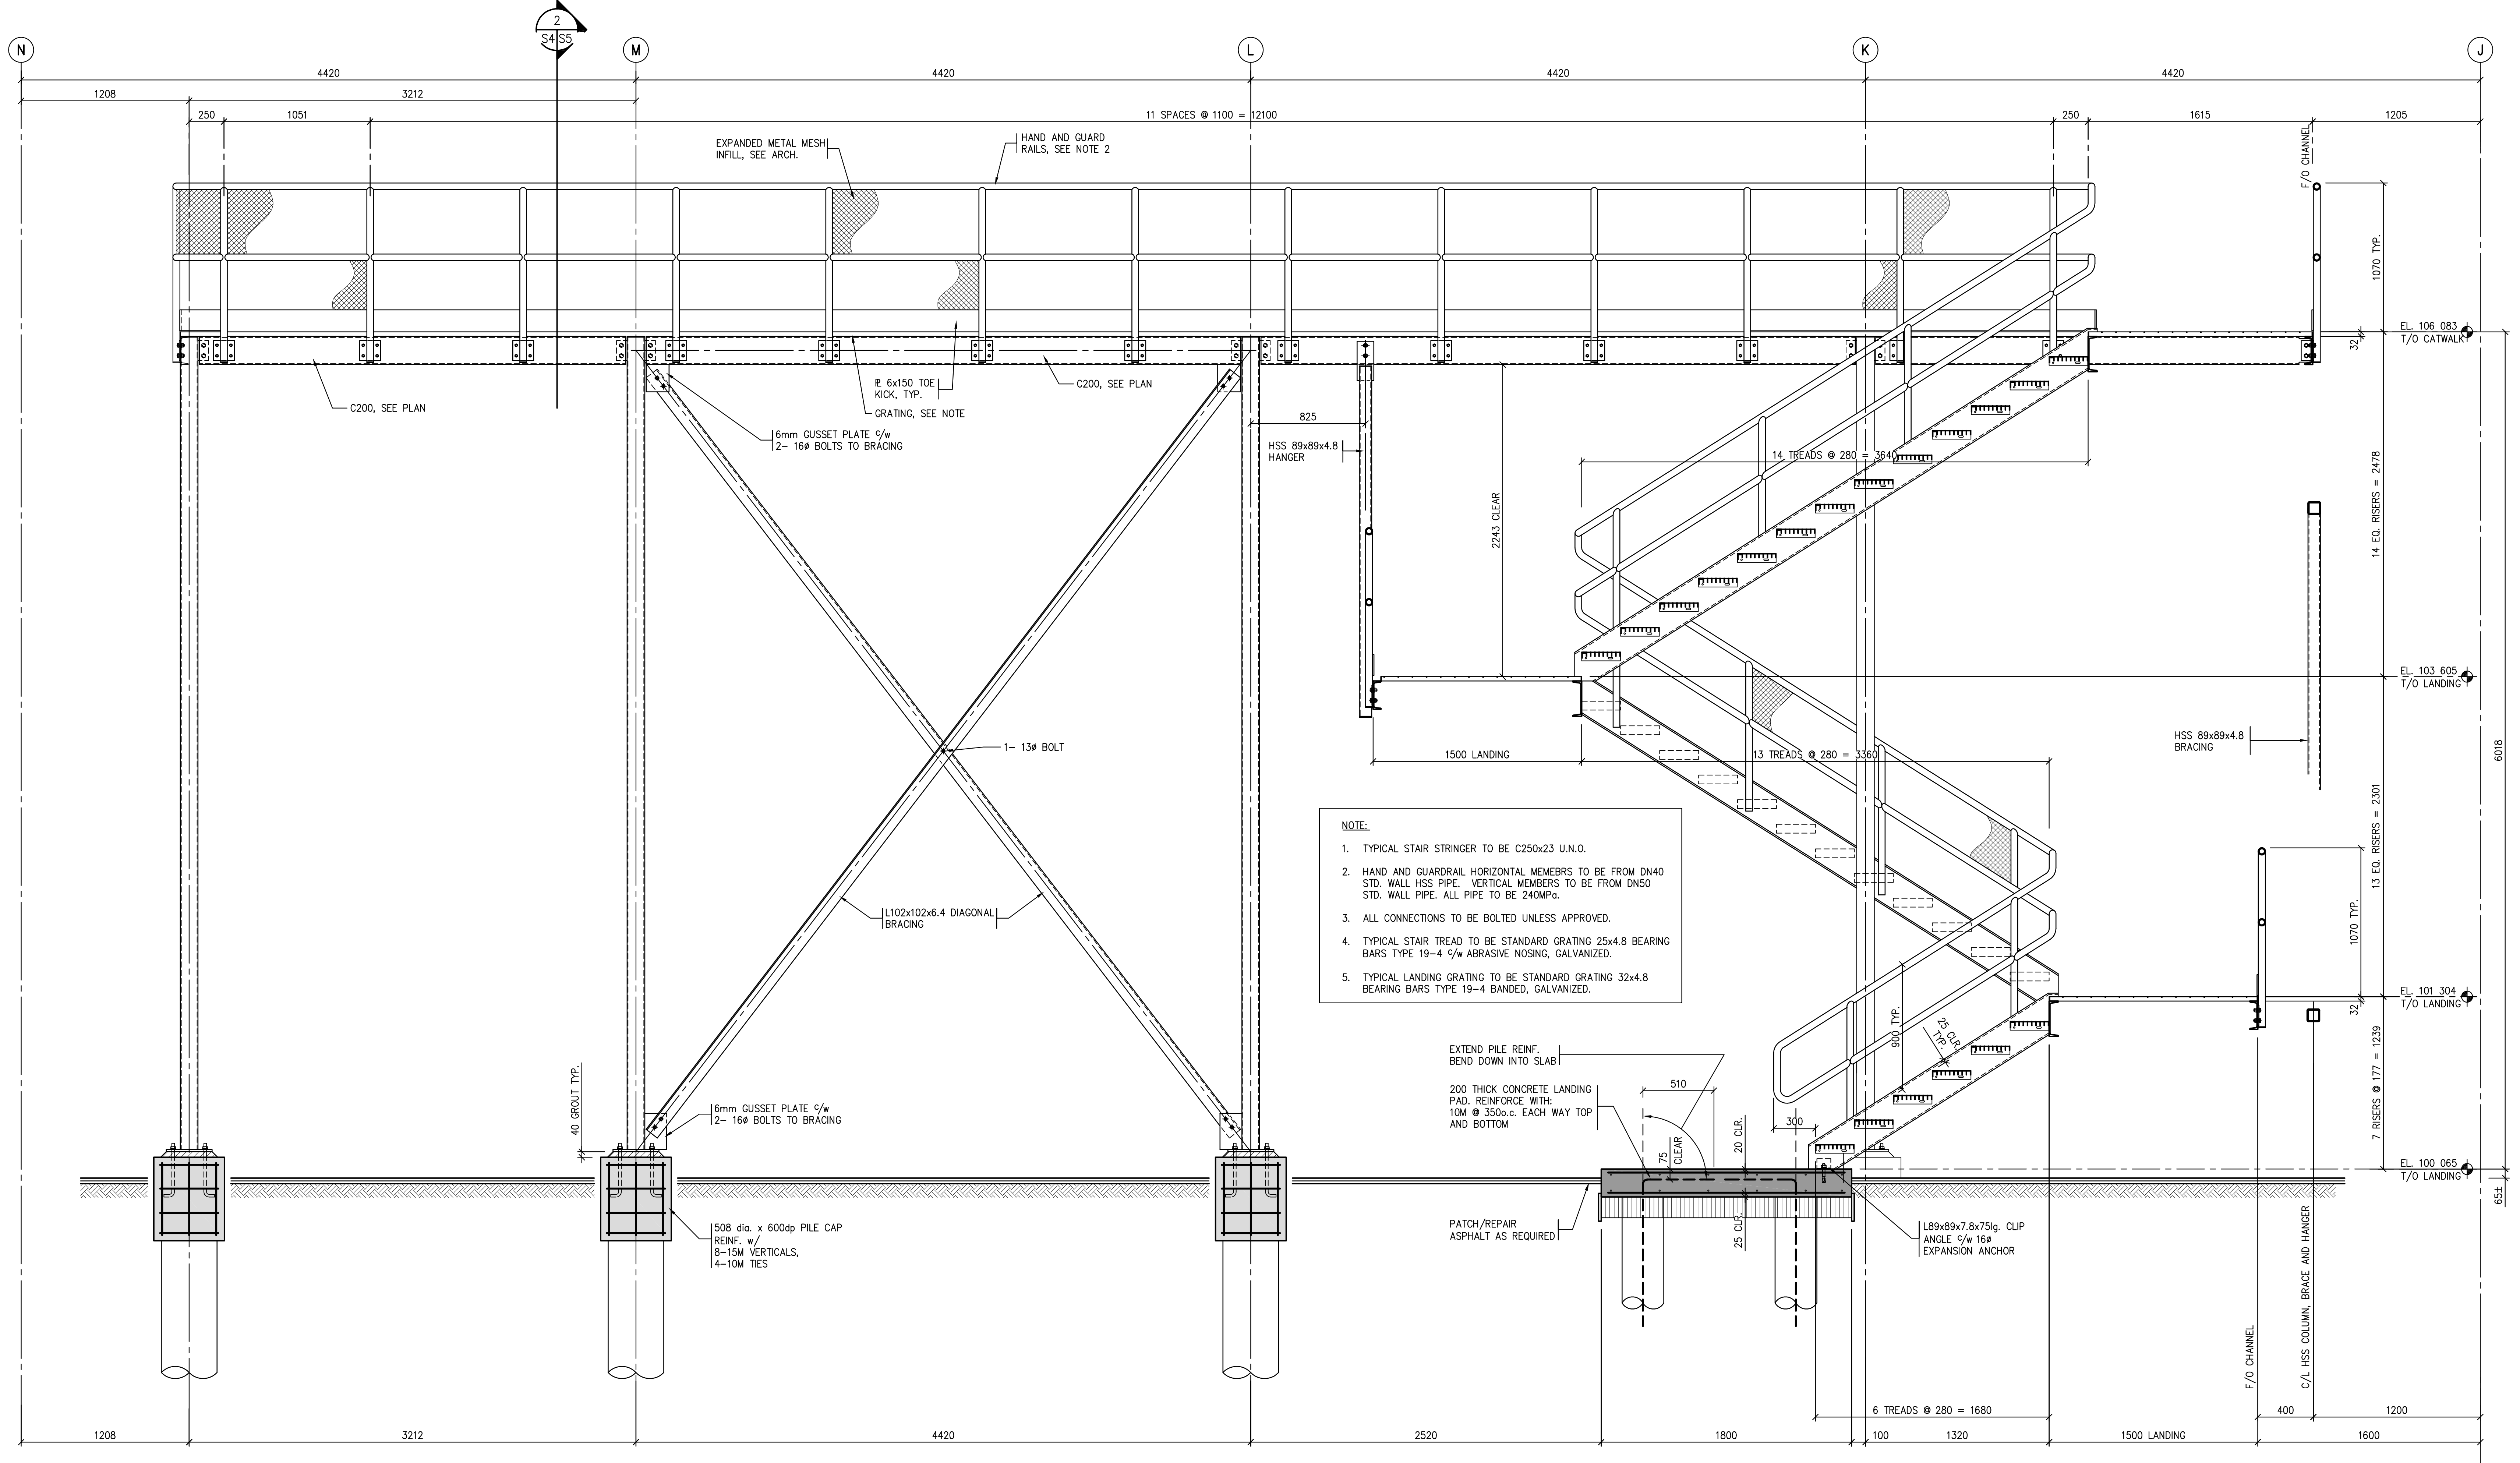 2
S4 S5
N
M
L
K
J
4420
4420
4420
4420
1208
3212
250
1051
11 SPACES @ 1100 = 12100
250
1615
1205
F/O CHANNEL
EXPANDED METAL MESH
INFILL, SEE ARCH.
HAND AND GUARD
RAILS, SEE NOTE 2
1070 TYP.
EL. 106 083
T/O CATWALK
32
C200, SEE PLAN
6mm GUSSET PLATE c/w
2- 16ø BOLTS TO BRACING
PL 6x150 TOE
KICK, TYP.
GRATING, SEE NOTE
C200, SEE PLAN
825
HSS 89x89x4.8
HANGER
2243 CLEAR
14 TREADS @ 280 = 3640
14 EQ. RISERS = 2478
EL. 103 605
T/O LANDING
1- 13ø BOLT
1500 LANDING
13 TREADS @ 280 = 3360
HSS 89x89x4.8
BRACING
6018
13 EQ. RISERS = 2301
NOTE:
1. TYPICAL STAIR STRINGER TO BE C250x23 U.N.O.
2. HAND AND GUARDRAIL HORIZONTAL MEMEBRS TO BE FROM DN40
STD. WALL HSS PIPE. VERTICAL MEMBERS TO BE FROM DN50
STD. WALL PIPE. ALL PIPE TO BE 240MPa.
3. ALL CONNECTIONS TO BE BOLTED UNLESS APPROVED.
4. TYPICAL STAIR TREAD TO BE STANDARD GRATING 25x4.8 BEARING
BARS TYPE 19-4 c/w ABRASIVE NOSING, GALVANIZED.
5. TYPICAL LANDING GRATING TO BE STANDARD GRATING 32x4.8
BEARING BARS TYPE 19-4 BANDED, GALVANIZED.
L102x102x6.4 DIAGONAL
BRACING
1070 TYP.
EL. 101 304
T/O LANDING
32
900 TYP.
25 CLR.
TYP.
EXTEND PILE REINF.
BEND DOWN INTO SLAB
510
200 THICK CONCRETE LANDING
PAD. REINFORCE WITH:
10M @ 350o.c. EACH WAY TOP
AND BOTTOM
40 GROUT TYP.
6mm GUSSET PLATE c/w
2- 16ø BOLTS TO BRACING
75
CLEAR
20 CLR.
300
7 RISERS @ 177 = 1239
EL. 100 065
T/O LANDING
65±
508 dia. x 600dp PILE CAP
REINF. w/
8-15M VERTICALS,
4-10M TIES
PATCH/REPAIR
ASPHALT AS REQUIRED
25 CLR.
L89x89x7.8x75lg. CLIP
ANGLE c/w 16ø
EXPANSION ANCHOR
F/O CHANNEL
C/L HSS COLUMN, BRACE AND HANGER
6 TREADS @ 280 = 1680
400
1200
1208
3212
4420
2520
1800
100
1320
1500 LANDING
1600